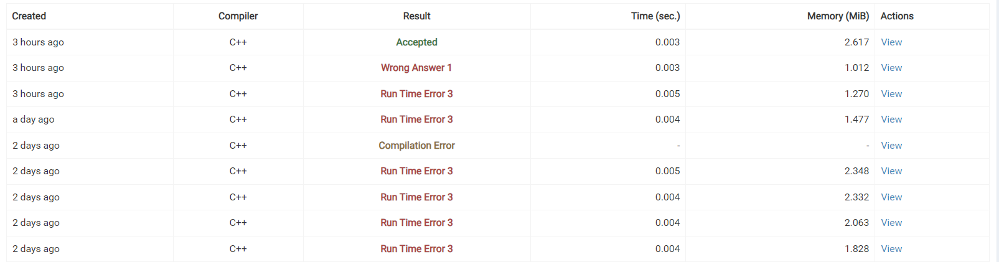 Created Compiler Result Time (sec.) Memory (MiB) Actions
3 hours ago C++ Accepted 0.003 2.617 View
3 hours ago C++ Wrong Answer 1 0.003 1.012 View
3 hours ago C++ Run Time Error 3 0.005 1.270 View
a day ago C++ Run Time Error 3 0.004 1.477 View
2 days ago C++ Compilation Error - - View
2 days ago C++ Run Time Error 3 0.005 2.348 View
2 days ago C++ Run Time Error 3 0.004 2.332 View
2 days ago C++ Run Time Error 3 0.004 2.063 View
2 days ago C++ Run Time Error 3 0.004 1.828 View